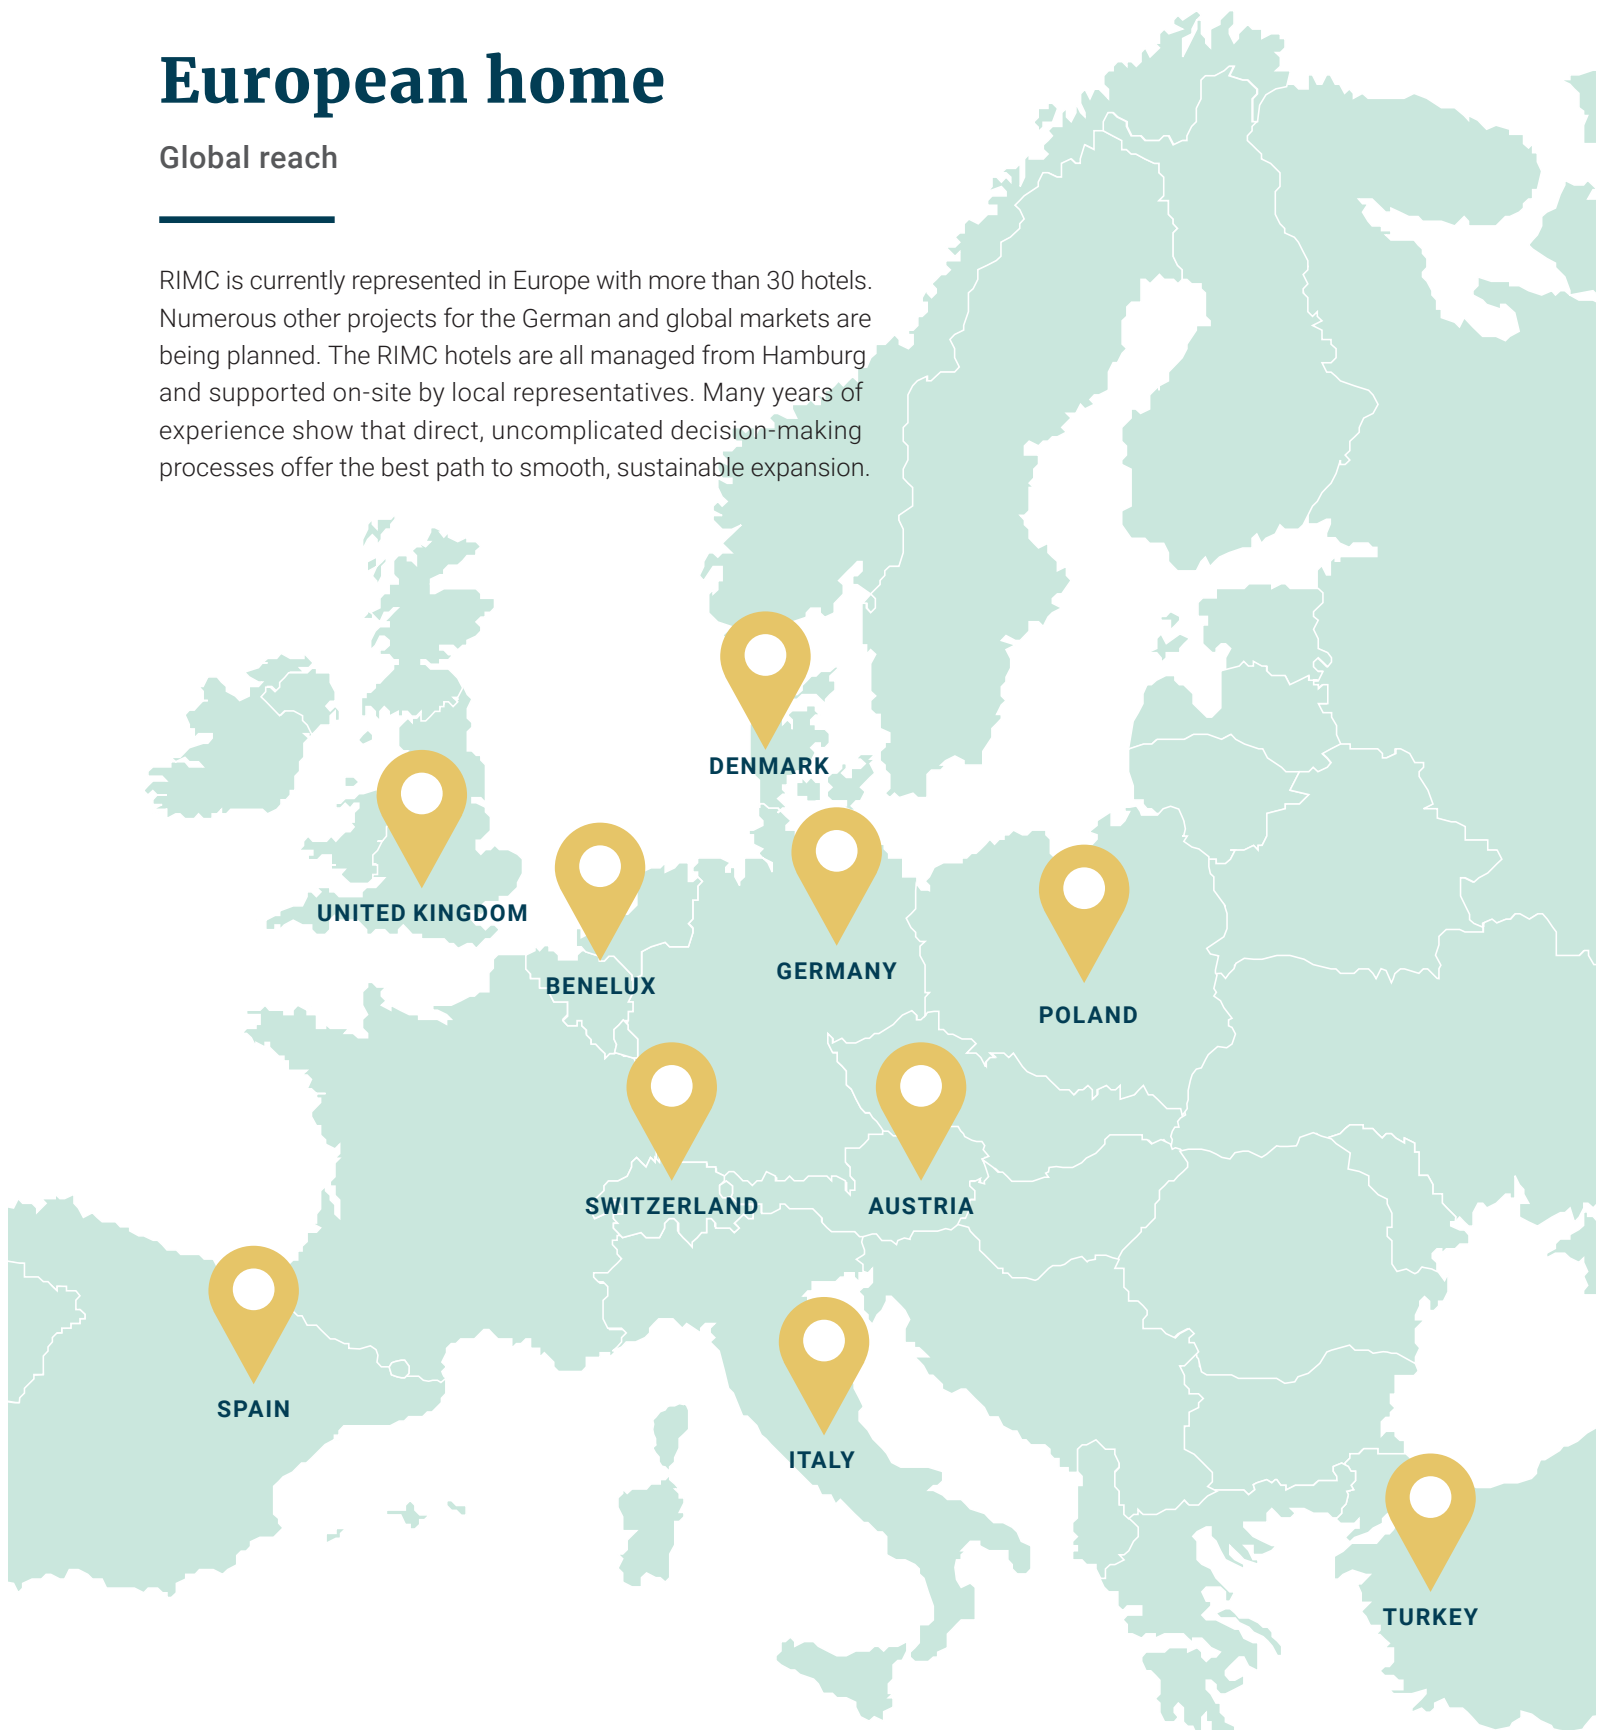 European home
Global reach
RIMC is currently represented in Europe with more than 30 hotels.
Numerous other projects for the German and global markets are
being planned. The RIMC hotels are all managed from Hamburg
and supported on-site by local representatives. Many years of
experience show that direct, uncomplicated decision-making
processes offer the best path to smooth, sustainable expansion.
DENMARK
UNITED KINGDOM
BENELUX
GERMANY
POLAND
SWITZERLAND
AUSTRIA
SPAIN
ITALY
TURKEY